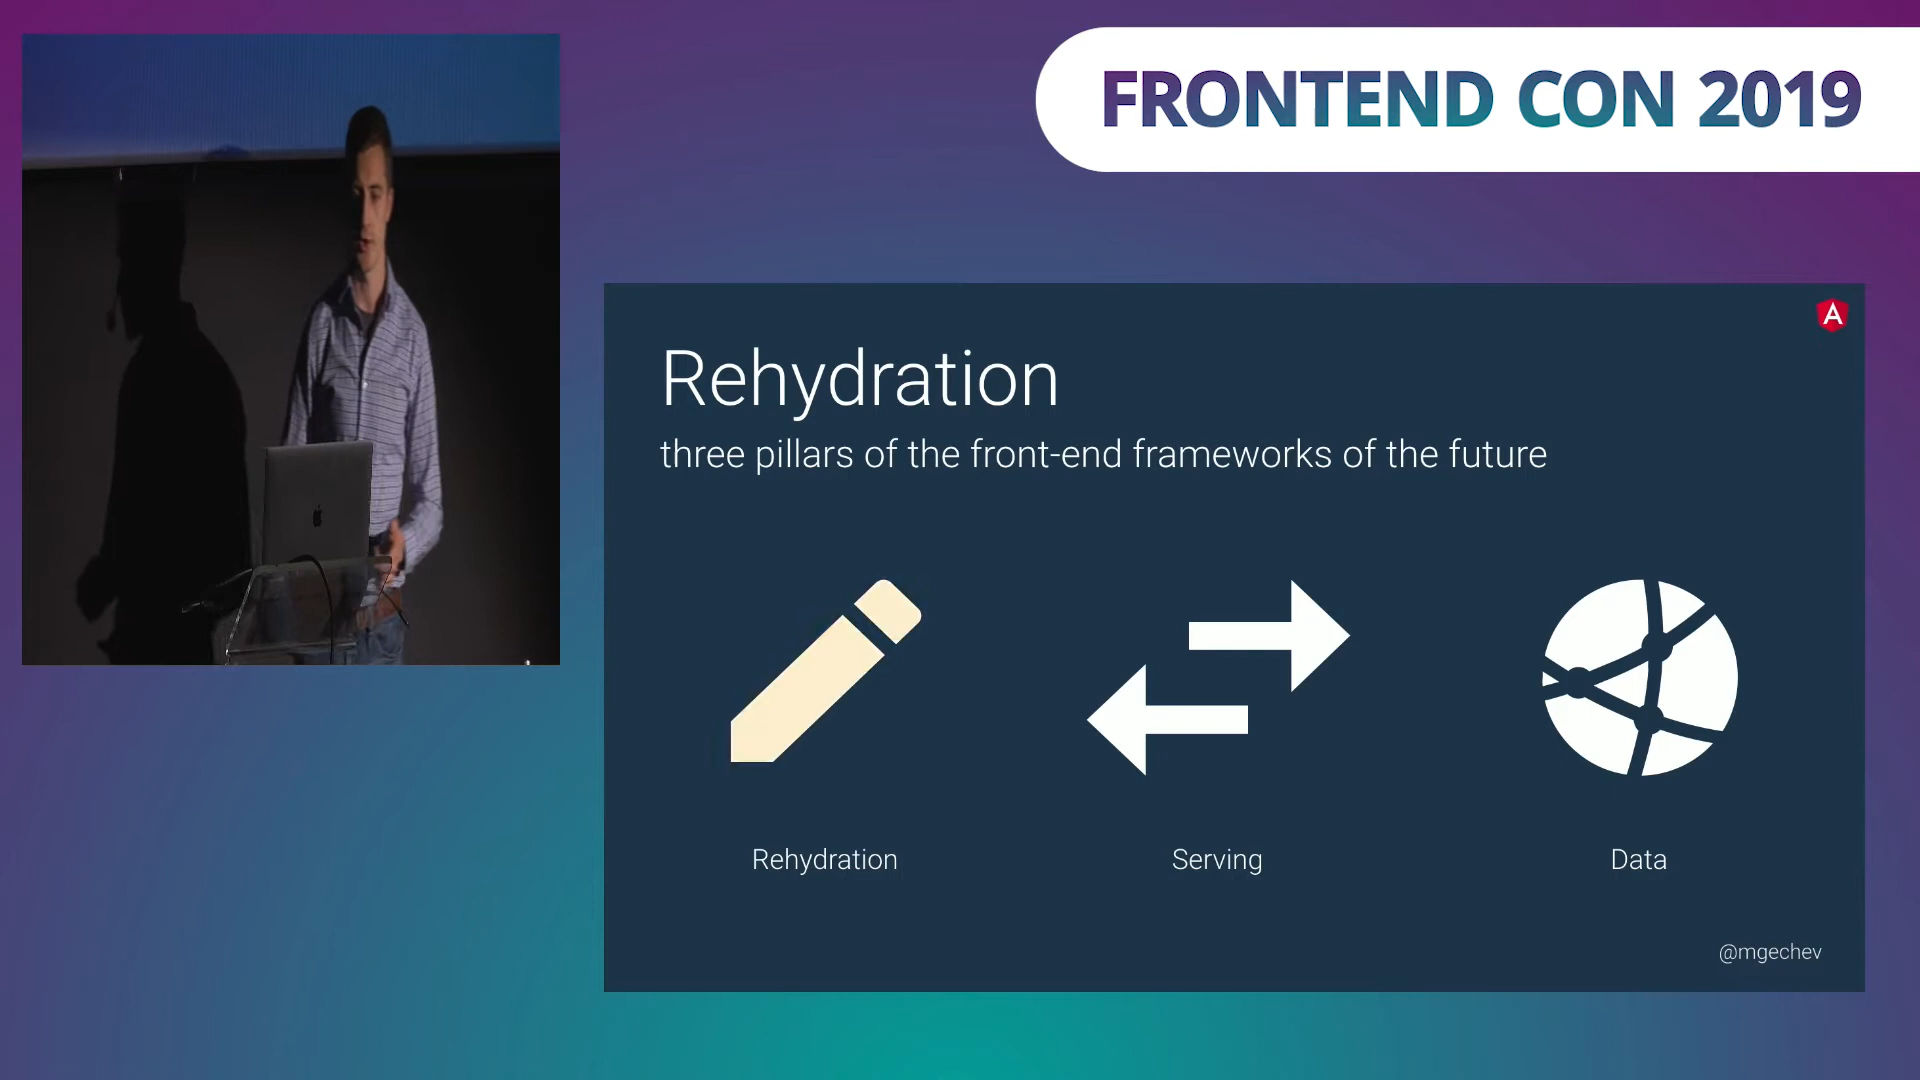 FRONTEND CON 2019
A
Rehydration
three pillars of the front-end frameworks of the future
Rehydration
Serving
Data
@mgechev